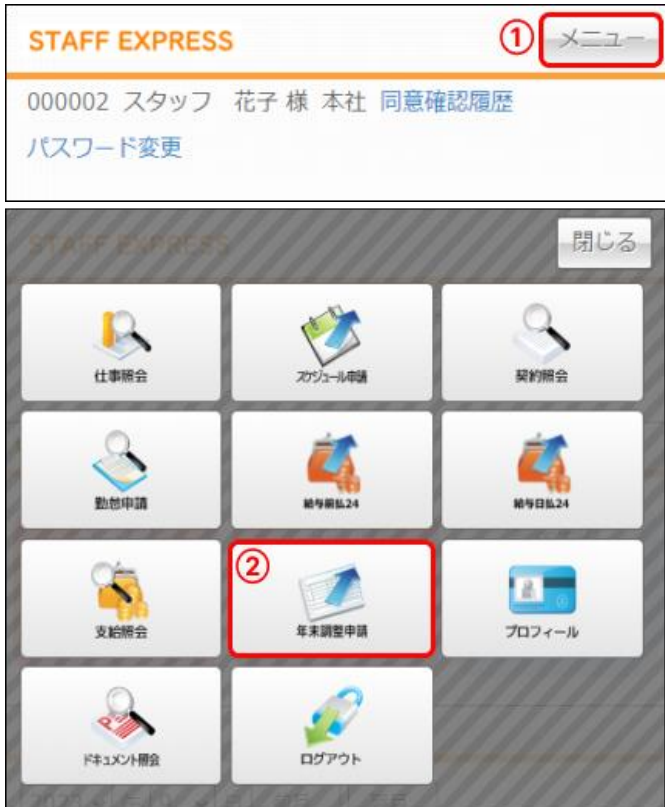 STAFF EXPRESS ① メニュー
000002 スタッフ 花子 様 本社 同意確認履歴
パスワード変更
STAFF EXPRESS 閉じる
仕事照会 スケジュール申請 契約照会
勤怠申請 給与前払24 給与日払24
②
支給照会 年末調整申請 プロフィール
ドキュメント照会 ログアウト